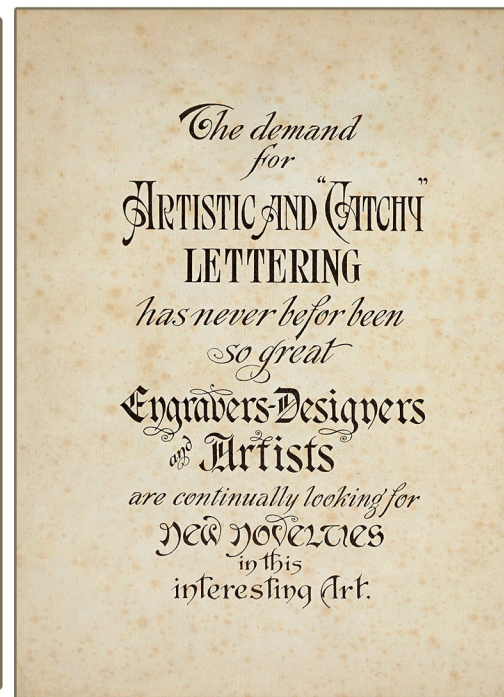 The demand
for
Artistic and "Catchy"
LETTERING
has never befor been
so great
Engravers-Designers
and Artists
are continually looking for
new novelties
in this
interesting Art.